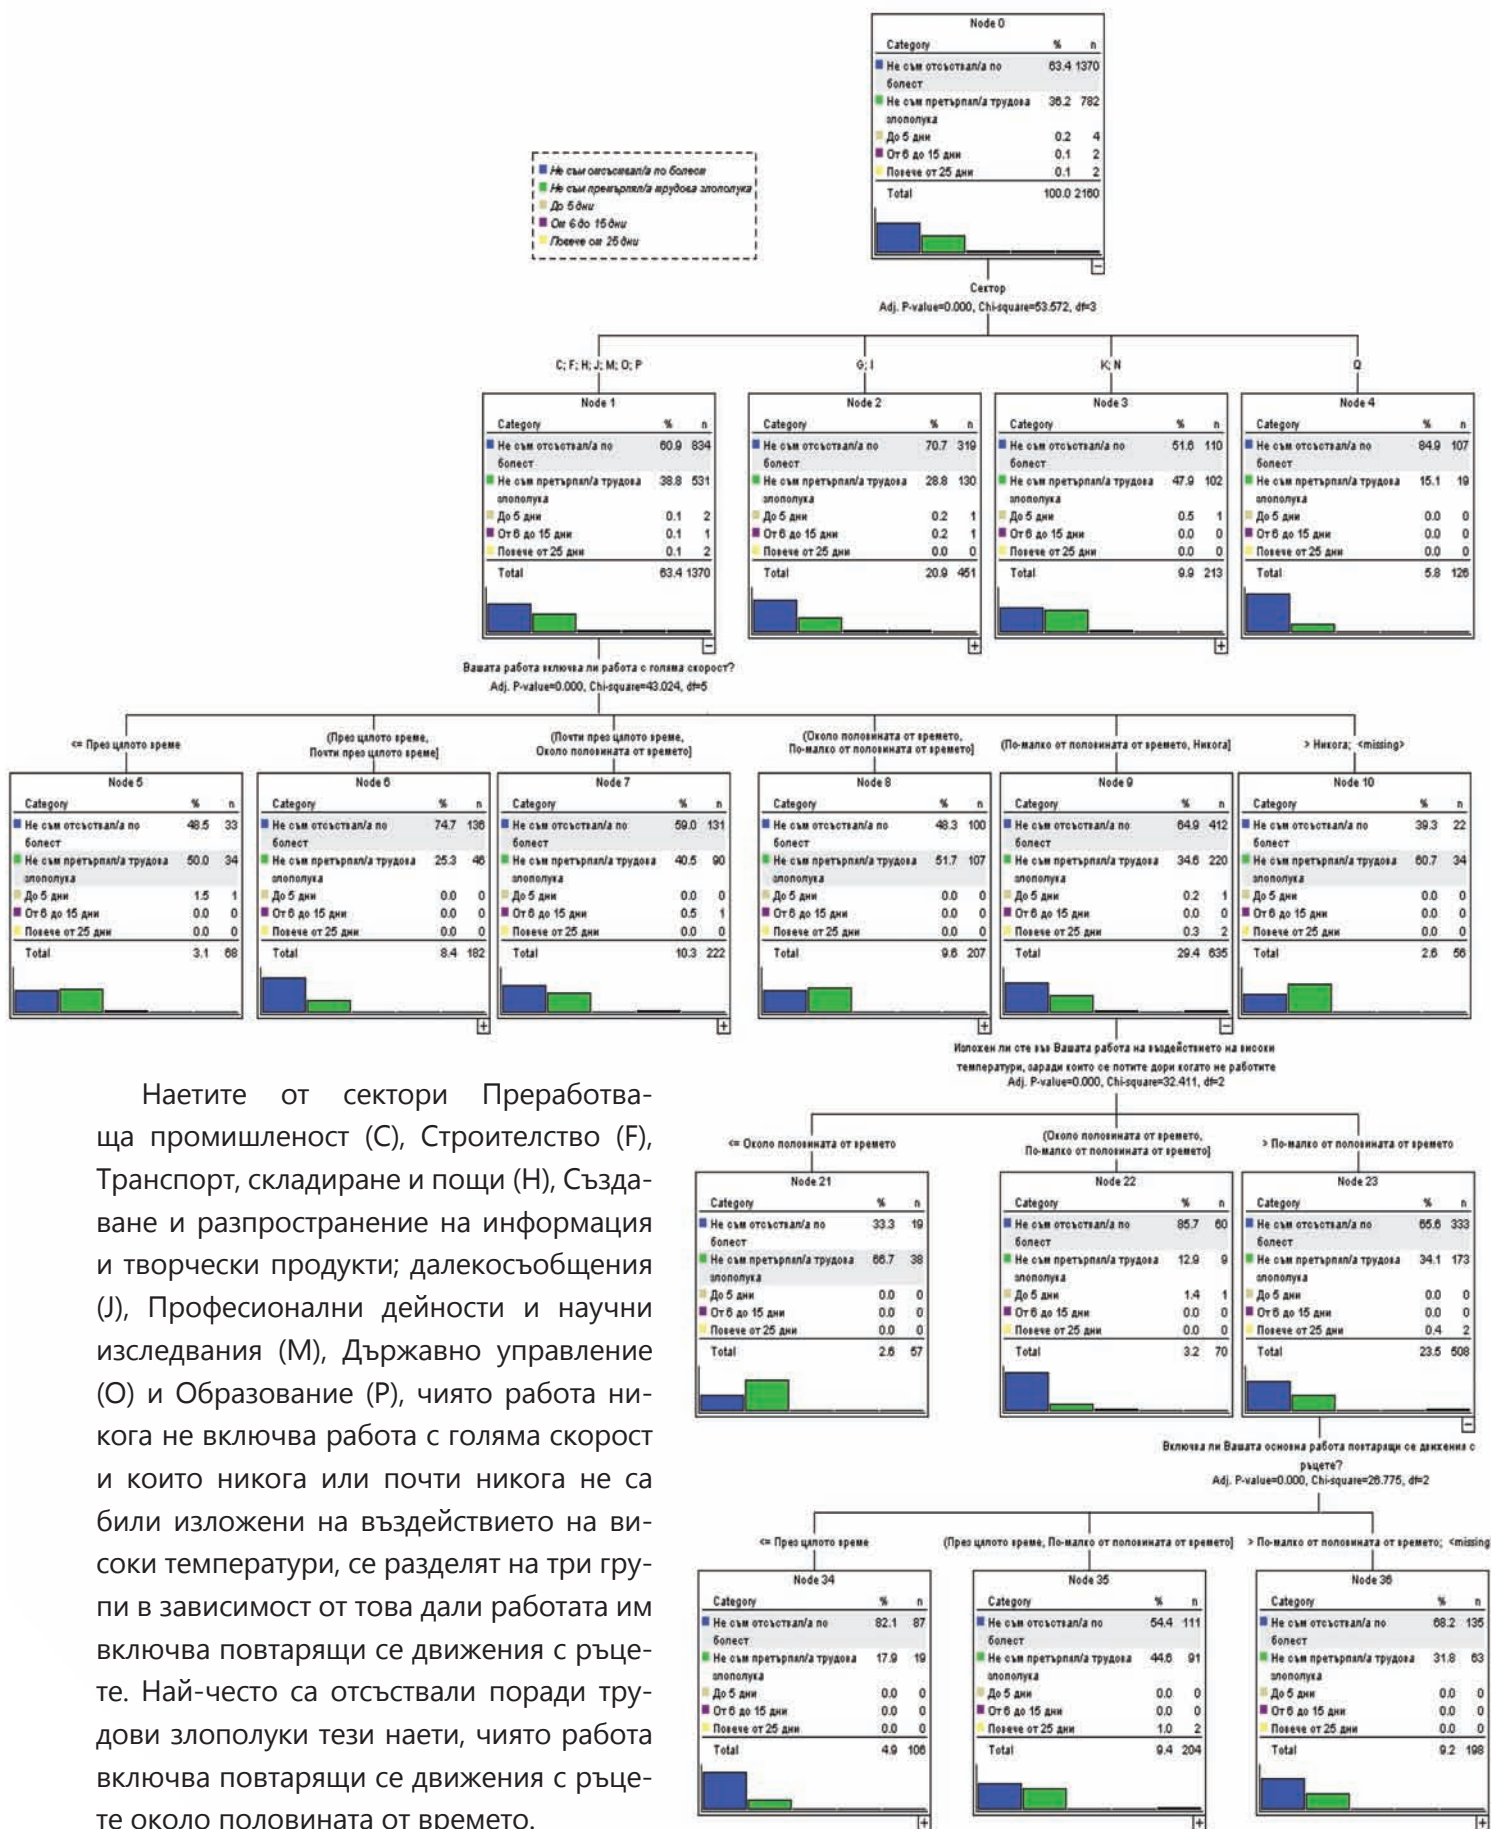 Node 0
Category % n
Не съм отсъствал/а по 63.4 1370
болест
Не съм претърпял/а трудова 36.2 782
злополука
До 5 дни 0.2 4
От 6 до 15 дни 0.1 2
Повече от 25 дни 0.1 2
Total 100.0 2160
Не съм отсъствал/а по болест
Не съм претърпял/а трудова злополука
До 5 дни
От 6 до 15 дни
Повече от 25 дни
Сектор
Adj. P-value=0.000, Chi-square=53.572, df=3
C; F; H; J; M; O; P
Node 1
Category % n
Не съм отсъствал/а по 60.9 834
болест
Не съм претърпял/а трудова 38.8 531
злополука
До 5 дни 0.1 2
От 6 до 15 дни 0.1 1
Повече от 25 дни 0.1 2
Total 63.4 1370
G; I
Node 2
Category % n
Не съм отсъствал/а по 70.7 319
болест
Не съм претърпял/а трудова 28.8 130
злополука
До 5 дни 0.2 1
От 6 до 15 дни 0.2 1
Повече от 25 дни 0.0 0
Total 20.9 451
K; N
Node 3
Category % n
Не съм отсъствал/а по 51.6 110
болест
Не съм претърпял/а трудова 47.9 102
злополука
До 5 дни 0.5 1
От 6 до 15 дни 0.0 0
Повече от 25 дни 0.0 0
Total 9.9 213
Q
Node 4
Category % n
Не съм отсъствал/а по 84.9 107
болест
Не съм претърпял/а трудова 15.1 19
злополука
До 5 дни 0.0 0
От 6 до 15 дни 0.0 0
Повече от 25 дни 0.0 0
Total 5.8 126
Вашата работа включва ли работа с голяма скорост?
Adj. P-value=0.000, Chi-square=43.024, df=5
<= През цялото време
Node 5
Category % n
Не съм отсъствал/а по 48.5 33
болест
Не съм претърпял/а трудова 50.0 34
злополука
До 5 дни 1.5 1
От 6 до 15 дни 0.0 0
Повече от 25 дни 0.0 0
Total 3.1 68
(През цялото време,
Почти през цялото време]
Node 6
Category % n
Не съм отсъствал/а по 74.7 136
болест
Не съм претърпял/а трудова 25.3 46
злополука
До 5 дни 0.0 0
От 6 до 15 дни 0.0 0
Повече от 25 дни 0.0 0
Total 8.4 182
(Почти през цялото време,
Около половината от времето]
Node 7
Category % n
Не съм отсъствал/а по 59.0 131
болест
Не съм претърпял/а трудова 40.5 90
злополука
До 5 дни 0.0 0
От 6 до 15 дни 0.5 1
Повече от 25 дни 0.0 0
Total 10.3 222
(Около половината от времето,
По-малко от половината от времето]
Node 8
Category % n
Не съм отсъствал/а по 48.3 100
болест
Не съм претърпял/а трудова 51.7 107
злополука
До 5 дни 0.0 0
От 6 до 15 дни 0.0 0
Повече от 25 дни 0.0 0
Total 9.6 207
(По-малко от половината от времето, Никога]
Node 9
Category % n
Не съм отсъствал/а по 64.9 412
болест
Не съм претърпял/а трудова 34.6 220
злополука
До 5 дни 0.2 1
От 6 до 15 дни 0.0 0
Повече от 25 дни 0.3 2
Total 29.4 635
> Никога; <missing>
Node 10
Category % n
Не съм отсъствал/а по 39.3 22
болест
Не съм претърпял/а трудова 60.7 34
злополука
До 5 дни 0.0 0
От 6 до 15 дни 0.0 0
Повече от 25 дни 0.0 0
Total 2.6 56
Изложен ли сте във Вашата работа на въздействието на високи
температури, заради които се потите дори когато не работите
Adj. P-value=0.000, Chi-square=32.411, df=2
<= Около половината от времето
Node 21
Category % n
Не съм отсъствал/а по 33.3 19
болест
Не съм претърпял/а трудова 66.7 38
злополука
До 5 дни 0.0 0
От 6 до 15 дни 0.0 0
Повече от 25 дни 0.0 0
Total 2.6 57
(Около половината от времето,
По-малко от половината от времето]
Node 22
Category % n
Не съм отсъствал/а по 85.7 60
болест
Не съм претърпял/а трудова 12.9 9
злополука
До 5 дни 1.4 1
От 6 до 15 дни 0.0 0
Повече от 25 дни 0.0 0
Total 3.2 70
> По-малко от половината от времето
Node 23
Category % n
Не съм отсъствал/а по 65.6 333
болест
Не съм претърпял/а трудова 34.1 173
злополука
До 5 дни 0.0 0
От 6 до 15 дни 0.0 0
Повече от 25 дни 0.4 2
Total 23.5 508
Включва ли Вашата основна работа повтарящи се движения с
ръцете?
Adj. P-value=0.000, Chi-square=26.775, df=2
<= През цялото време
Node 34
Category % n
Не съм отсъствал/а по 82.1 87
болест
Не съм претърпял/а трудова 17.9 19
злополука
До 5 дни 0.0 0
От 6 до 15 дни 0.0 0
Повече от 25 дни 0.0 0
Total 4.9 106
(През цялото време, По-малко от половината от времето]
Node 35
Category % n
Не съм отсъствал/а по 54.4 111
болест
Не съм претърпял/а трудова 44.6 91
злополука
До 5 дни 0.0 0
От 6 до 15 дни 0.0 0
Повече от 25 дни 1.0 2
Total 9.4 204
> По-малко от половината от времето; <missing
Node 36
Category % n
Не съм отсъствал/а по 68.2 135
болест
Не съм претърпял/а трудова 31.8 63
злополука
До 5 дни 0.0 0
От 6 до 15 дни 0.0 0
Повече от 25 дни 0.0 0
Total 9.2 198
Наетите от сектори Преработва-
ща промишленост (C), Строителство (F),
Транспорт, складиране и пощи (H), Създа-
ване и разпространение на информация
и творчески продукти; далекосъобщения
(J), Професионални дейности и научни
изследвания (M), Държавно управление
(O) и Образование (P), чиято работа ни-
кога не включва работа с голяма скорост
и които никога или почти никога не са
били изложени на въздействието на ви-
соки температури, се разделят на три гру-
пи в зависимост от това дали работата им
включва повтарящи се движения с ръце-
те. Най-често са отсъствали поради тру-
дови злополуки тези наети, чиято работа
включва повтарящи се движения с ръце-
те около половината от времето.